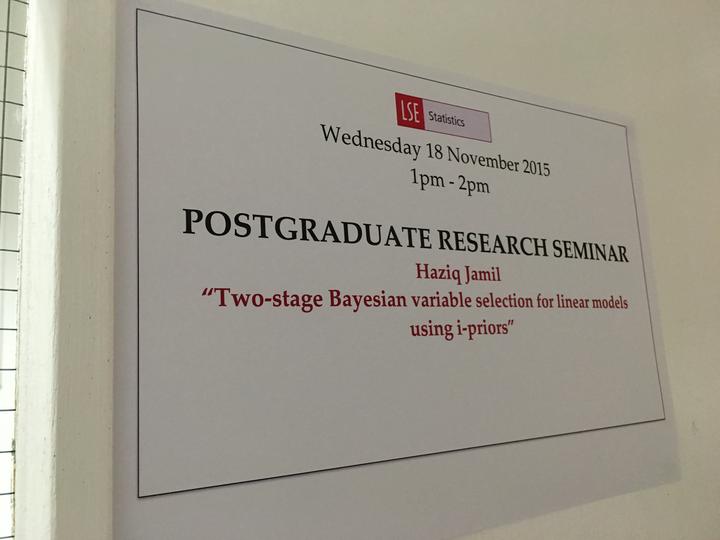 LSE Statistics
Wednesday 18 November 2015
1pm - 2pm
POSTGRADUATE RESEARCH SEMINAR
Haziq Jamil
“Two-stage Bayesian variable selection for linear models
using i-priors”